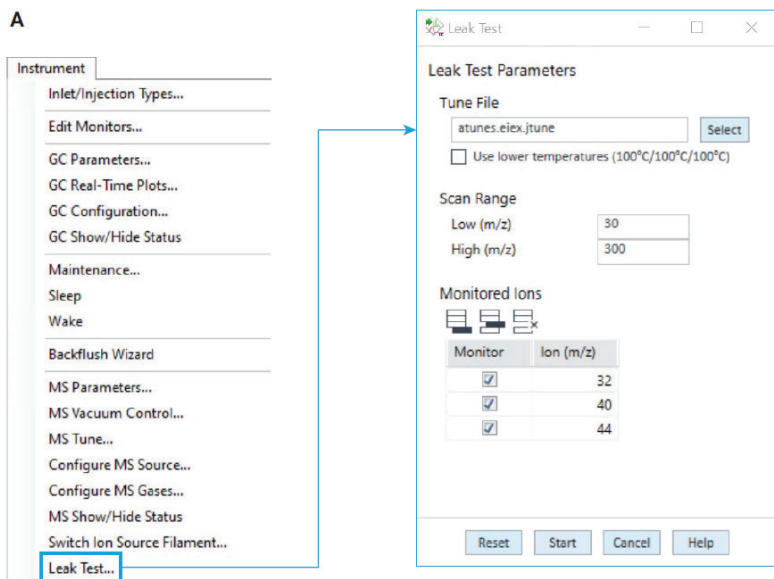 A
Instrument
Inlet/Injection Types...
Edit Monitors...
GC Parameters...
GC Real-Time Plots...
GC Configuration...
GC Show/Hide Status
Maintenance...
Sleep
Wake
Backflush Wizard
MS Parameters...
MS Vacuum Control...
MS Tune...
Configure MS Source...
Configure MS Gases...
MS Show/Hide Status
Switch Ion Source Filament...
Leak Test...
Leak Test
Leak Test Parameters
Tune File
atunes.eiex.jtune Select
Use lower temperatures (100°C/100°C/100°C)
Scan Range
Low (m/z) 30
High (m/z) 300
Monitored Ions
Monitor Ion (m/z)
32
40
44
Reset Start Cancel Help